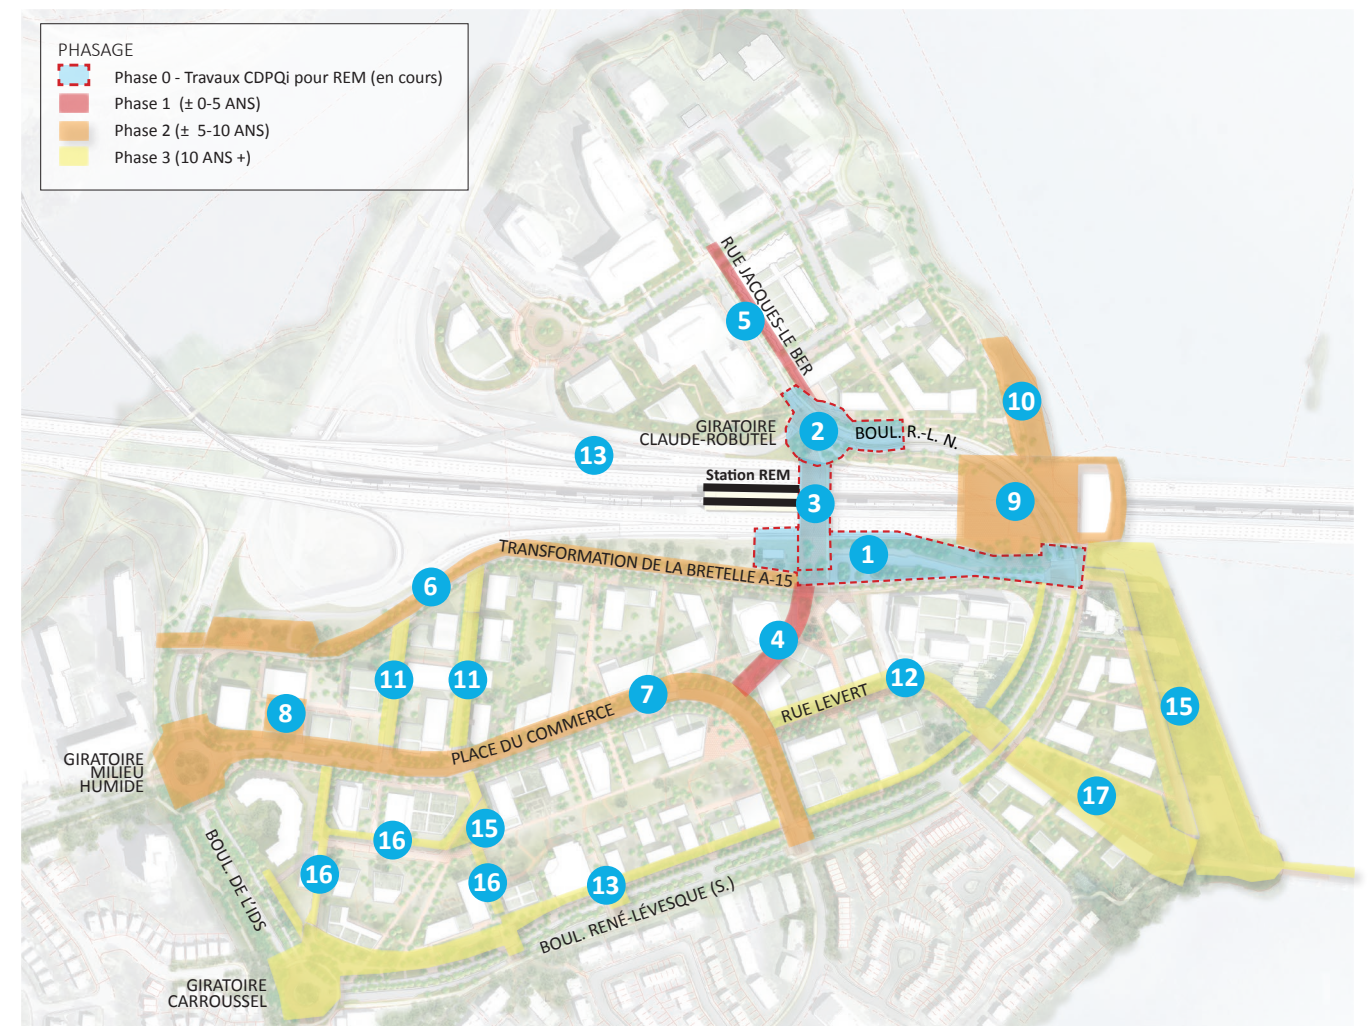 PHASAGE
Phase 0 - Travaux CDPQi pour REM (en cours)
Phase 1 (± 0-5 ANS)
Phase 2 (± 5-10 ANS)
Phase 3 (10 ANS +)
RUE JACQUES-LE BER
5
10
GIRATOIRE
CLAUDE-ROBUTEL
2
BOUL. R.-L. N.
13
Station REM
3
9
1
TRANSFORMATION DE LA BRETELLE A-15
6
4
11
11
12
7
RUE LEVERT
8
15
PLACE DU COMMERCE
GIRATOIRE
MILIEU
HUMIDE
17
15
16
BOUL. DE L'IDS
16
16
13
BOUL. RENÉ-LÉVESQUE (S.)
GIRATOIRE
CARROUSSEL